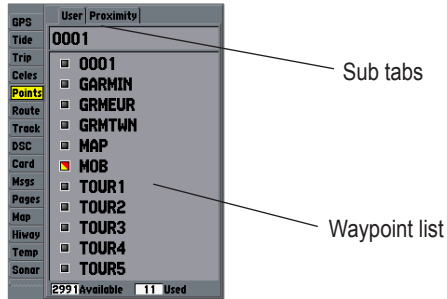 User Proximity
GPS
Tide
Trip
Celes
Points
Route
Track
DSC
Card
Msgs
Pages
Map
Hiway
Temp
Sonar
0001
0001
GARMIN
GRMEUR
GRMTWN
MAP
MOB
TOUR1
TOUR2
TOUR3
TOUR4
TOUR5
2991 Available 11 Used
Sub tabs
Waypoint list